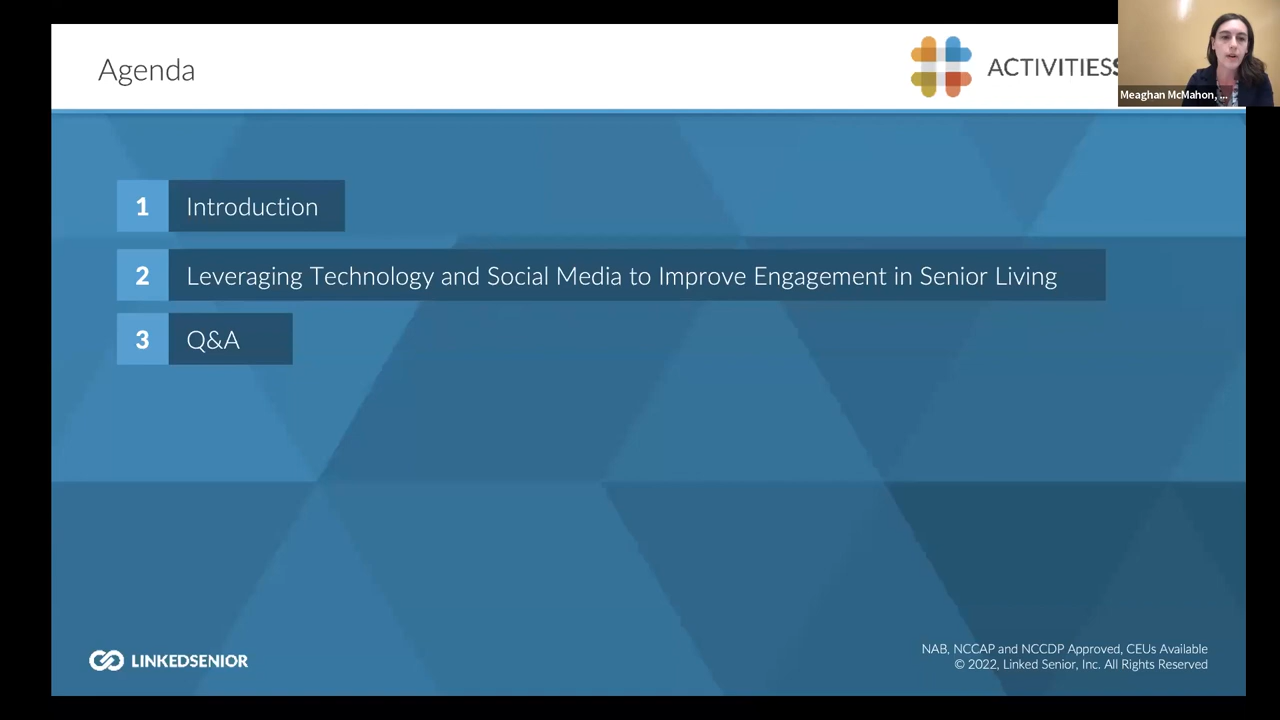 Agenda
ACTIVITIES
Meaghan McMahon, ...
1 Introduction
2 Leveraging Technology and Social Media to Improve Engagement in Senior Living
3 Q&A
LINKEDSENIOR
NAB, NCCAP and NCCDP Approved, CEUs Available
© 2022, Linked Senior, Inc. All Rights Reserved